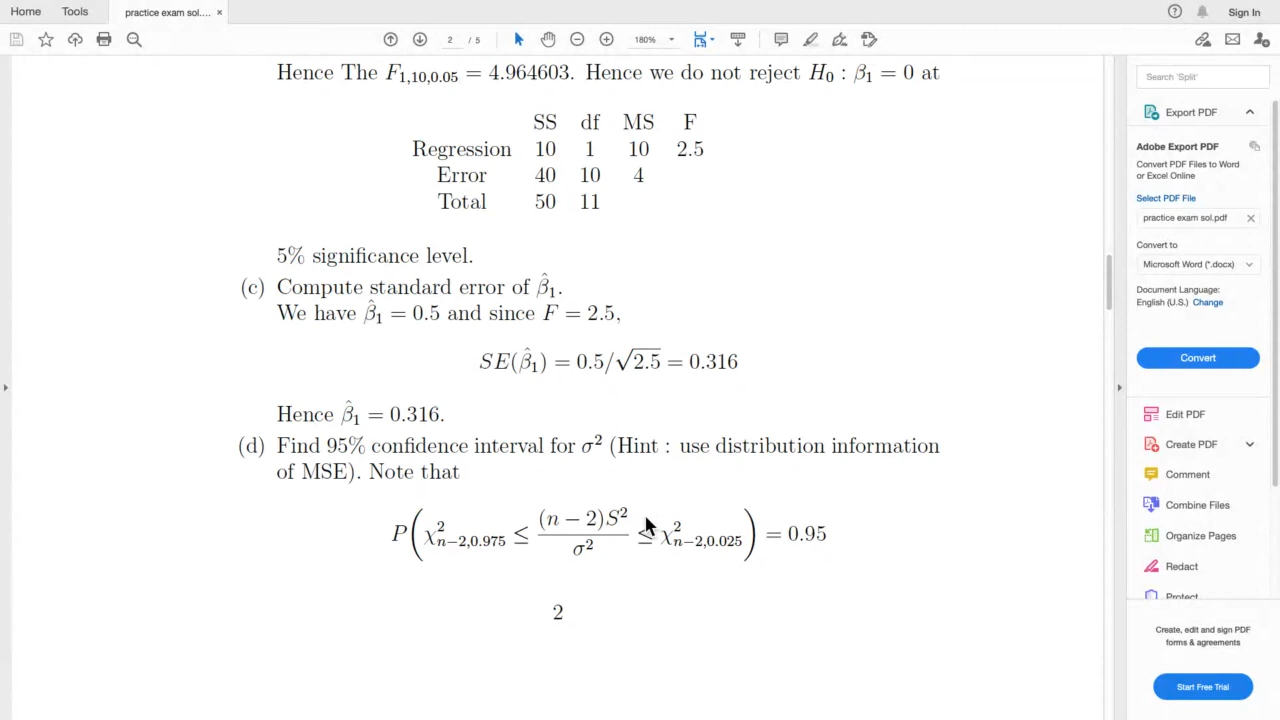 Home Tools practice exam sol.... × Sign In
2 / 5 180%
Hence The F₁,₁₀,₀.₀₅ = 4.964603. Hence we do not reject H₀ : β₁ = 0 at
SS df MS F
Regression 10 1 10 2.5
Error 40 10 4
Total 50 11
5% significance level.
(c) Compute standard error of β̂₁.
We have β̂₁ = 0.5 and since F = 2.5,
SE(β̂₁) = 0.5/√2.5 = 0.316
Hence β̂₁ = 0.316.
(d) Find 95% confidence interval for σ² (Hint : use distribution information
of MSE). Note that
P(χ²ₙ₋₂,₀.₉₇₅ ≤ (n − 2)S²/σ² ≤ χ²ₙ₋₂,₀.₀₂₅) = 0.95
2
Search 'Split'
Export PDF
Adobe Export PDF
Convert PDF Files to Word
or Excel Online
Select PDF File
practice exam sol.pdf
Convert to
Microsoft Word (*.docx)
Document Language:
English (U.S.) Change
Convert
Edit PDF
Create PDF
Comment
Combine Files
Organize Pages
Redact
Protect
Create, edit and sign PDF
forms & agreements
Start Free Trial